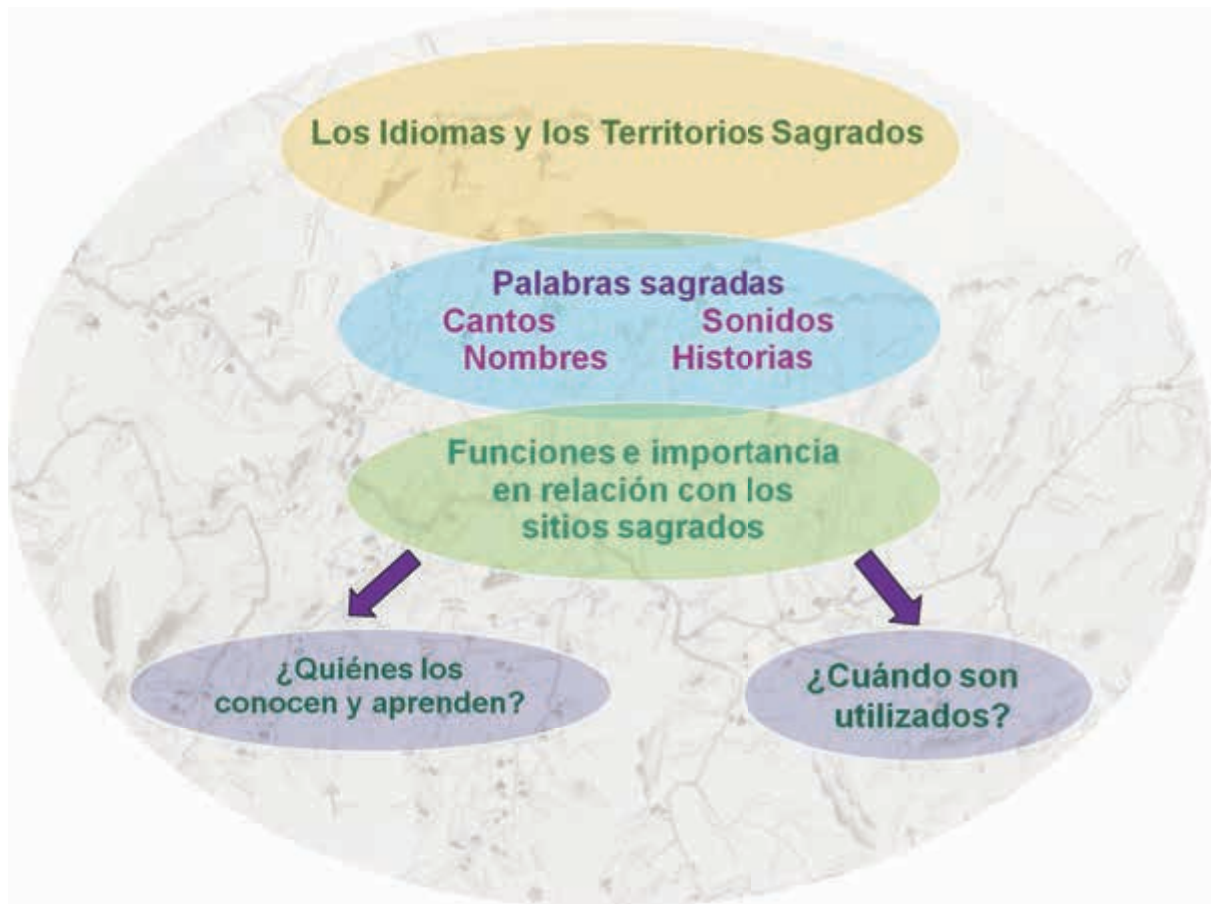 Los Idiomas y los Territorios Sagrados
Palabras sagradas
Cantos Sonidos
Nombres Historias
Funciones e importancia
en relación con los
sitios sagrados
¿Quiénes los
conocen y aprenden?
¿Cuándo son
utilizados?